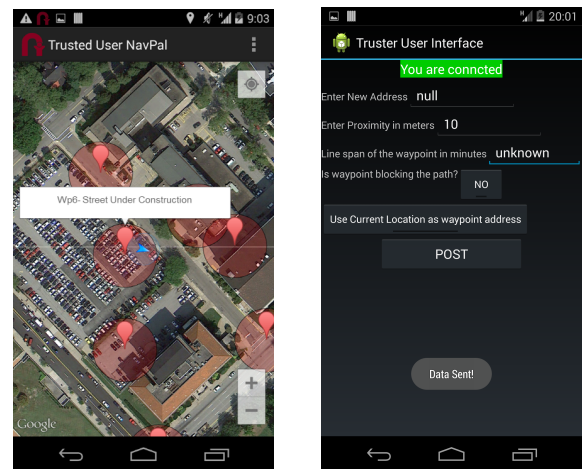 H 9:03
Trusted User NavPal
Wp6- Street Under Construction
+
−
Google
H 20:01
Truster User Interface
You are conncted
Enter New Address null
Enter Proximity in meters 10
Line span of the waypoint in minutes unknown
Is waypoint blocking the path? NO
Use Current Location as waypoint address
POST
Data Sent!